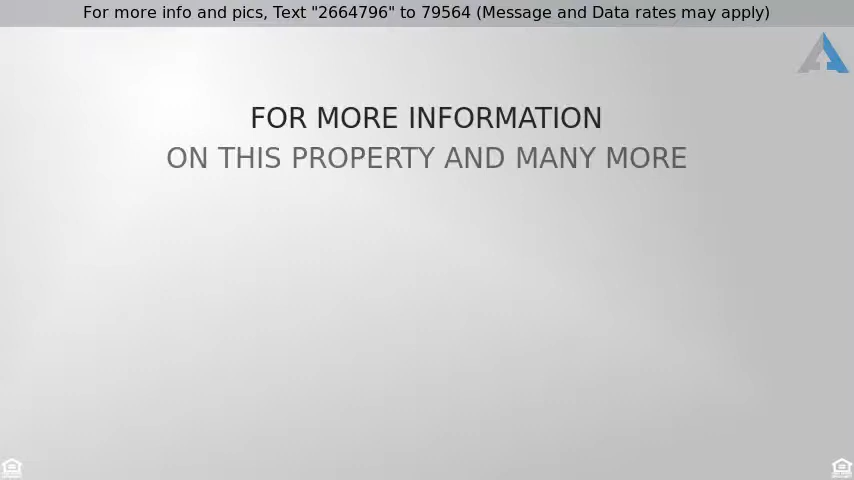 For more info and pics, Text "2664796" to 79564 (Message and Data rates may apply)
FOR MORE INFORMATION
ON THIS PROPERTY AND MANY MORE